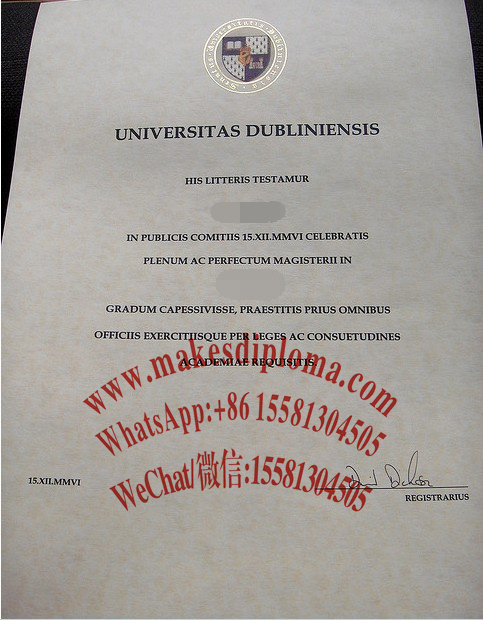 UNIVERSITAS DUBLINIENSIS
HIS LITTERIS TESTAMUR
IN PUBLICIS COMITIIS 15.XII.MMVI CELEBRATIS
PLENUM AC PERFECTUM MAGISTERII IN
GRADUM CAPESSIVISSE, PRAESTITIS PRIUS OMNIBUS
OFFICIIS EXERCITIISQUE PER LEGES AC CONSUETUDINES
ACADEMIAE REQUISITIS
www.makesdiploma.com
WhatsApp:+86 15581304505
WeChat/微信:15581304505
15.XII.MMVI
REGISTRARIUS